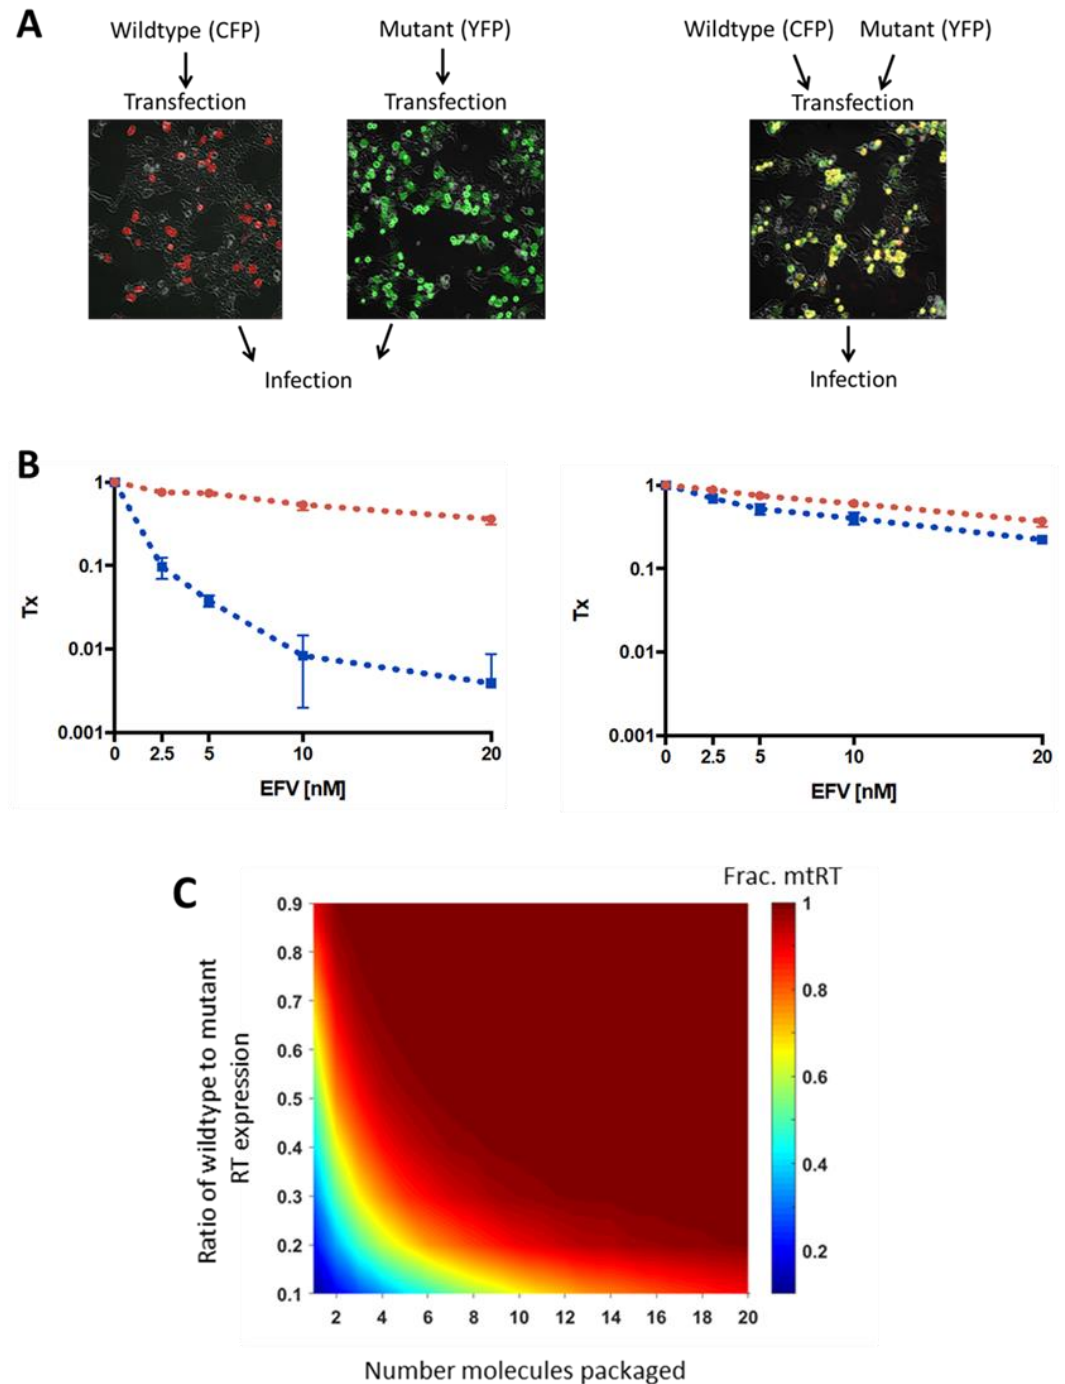 A
Wildtype (CFP)
Mutant (YFP)
Wildtype (CFP)
Mutant (YFP)
Transfection
Transfection
Transfection
Infection
Infection
B
1
0.1
0.01
0.001
Tx
0
2.5
5
10
20
EFV [nM]
1
0.1
0.01
0.001
Tx
0
2.5
5
10
20
EFV [nM]
C
Frac. mtRT
Ratio of wildtype to mutant
RT expression
0.9
0.8
0.7
0.6
0.5
0.4
0.3
0.2
0.1
2
4
6
8
10
12
14
16
18
20
Number molecules packaged
1
0.8
0.6
0.4
0.2